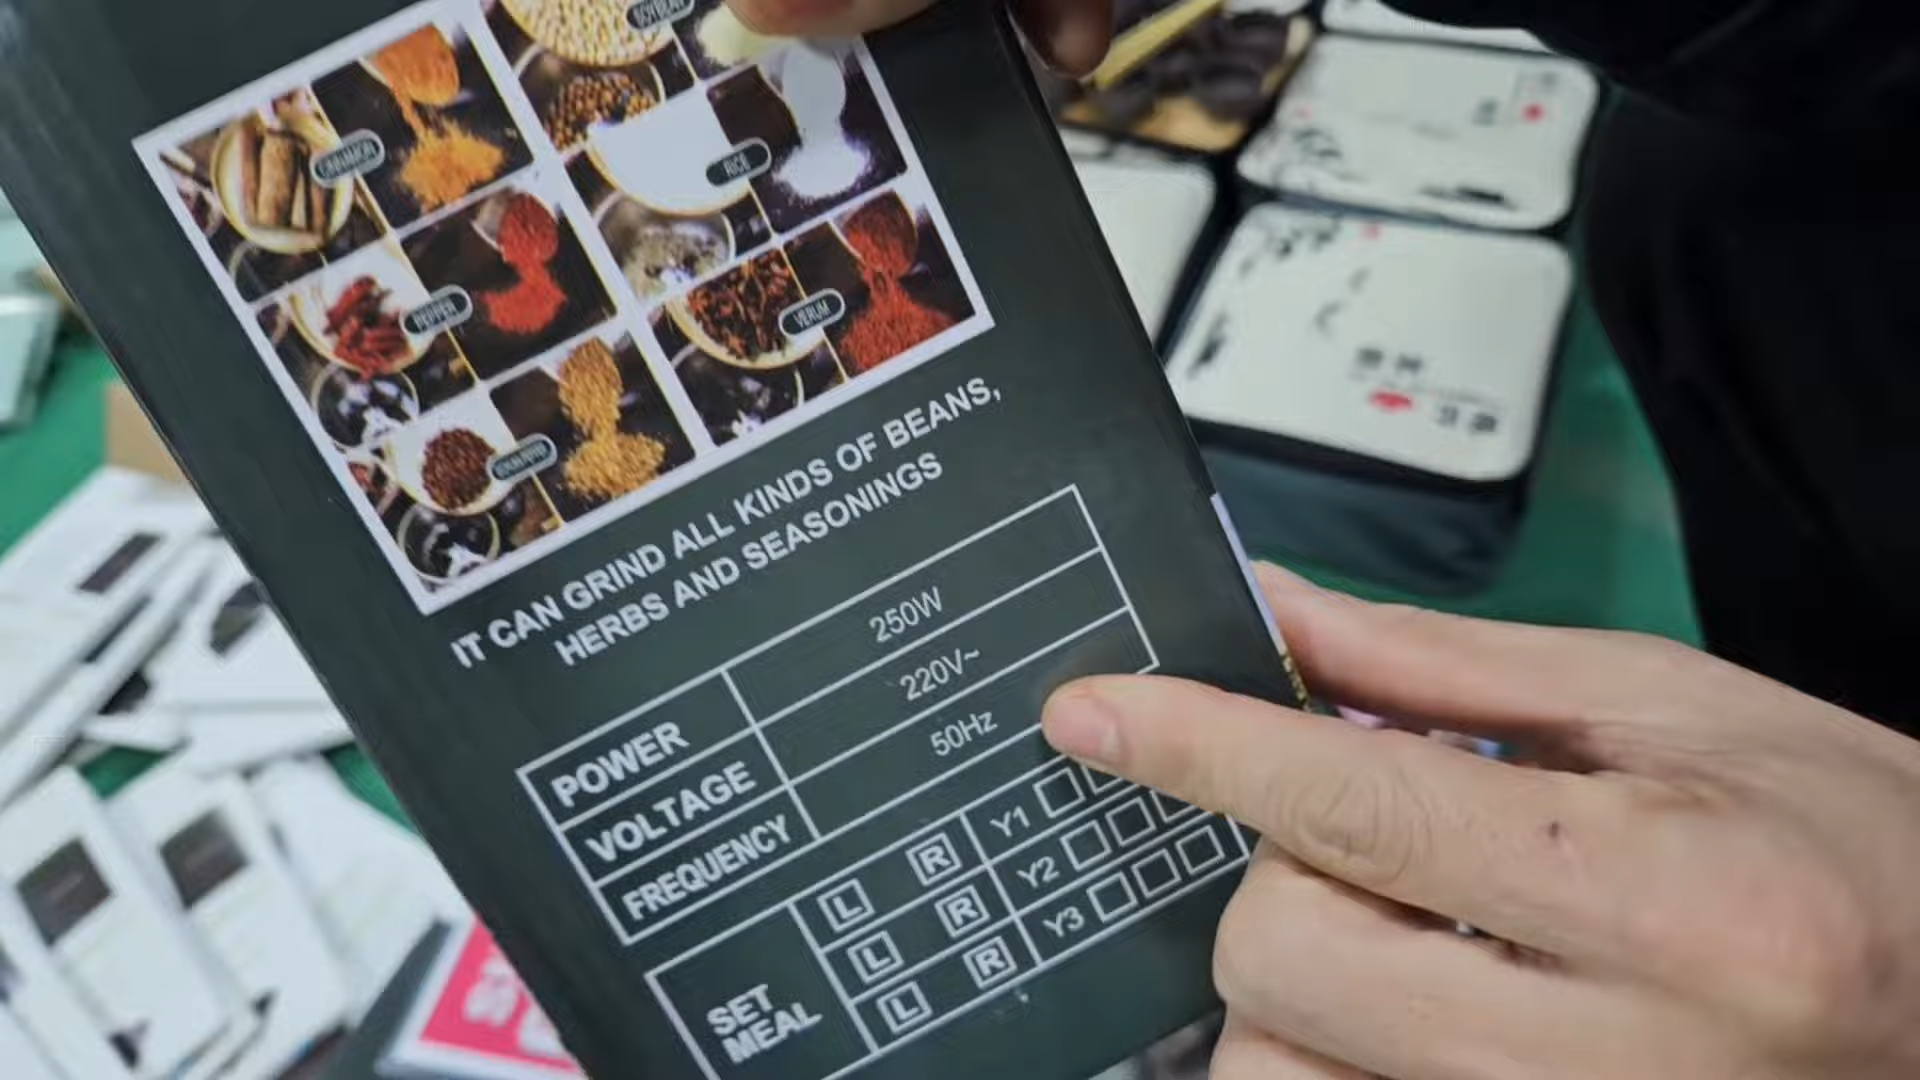 SOYBEAN
CINNAMON
RICE
PEPPER
VERUM
IT CAN GRIND ALL KINDS OF BEANS,
HERBS AND SEASONINGS
POWER 250W
VOLTAGE 220V~
FREQUENCY 50Hz
SET MEAL
L R Y1
L R Y2
L R Y3